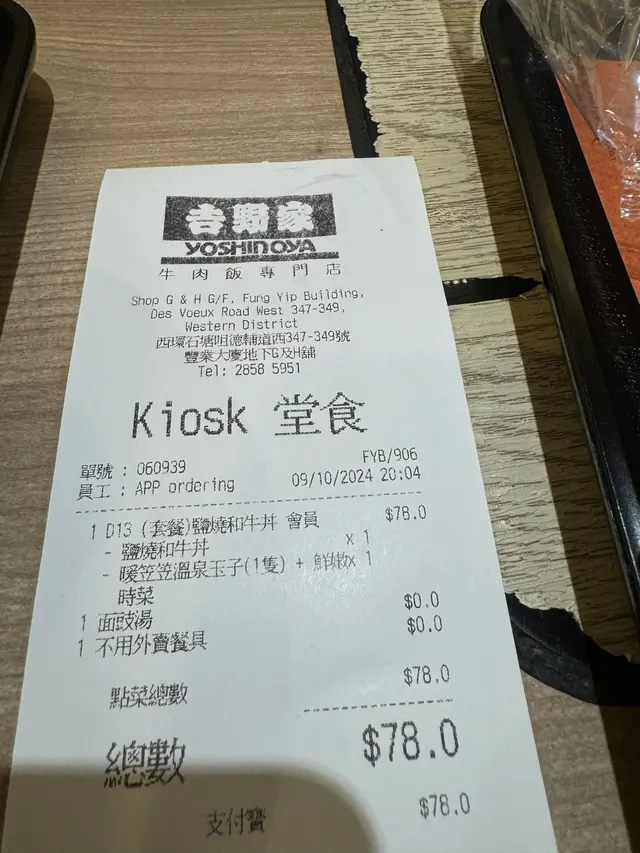 吉野家
YOSHINOYA
牛肉飯專門店
Shop G & H G/F, Fung Yip Building,
Des Voeux Road West 347-349,
Western District
西環石塘咀德輔道西347-349號
豐業大廈地下G及H舖
Tel: 2858 5951
Kiosk 堂食
單號 : 060939 FYB/906
員工 : APP ordering 09/10/2024 20:04
1 D13 (套餐)鹽燒和牛丼 會員 $78.0
- 鹽燒和牛丼 x 1
- 暖笠笠溫泉玉子(1隻) + 鮮嫩x 1
時菜
1 面豉湯 $0.0
1 不用外賣餐具 $0.0
點菜總數 $78.0
總數 $78.0
支付寶 $78.0